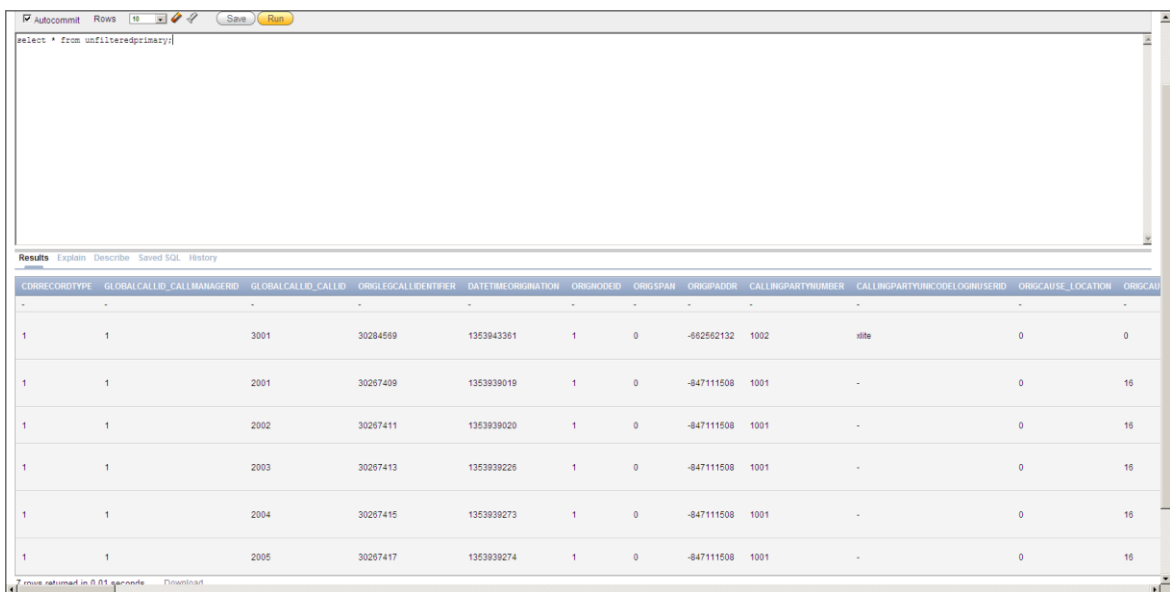 Autocommit Rows 10 Save Run
select * from unfilteredprimary;
Results Explain Describe Saved SQL History
CDRRECORDTYPE GLOBALCALLID_CALLMANAGERID GLOBALCALLID_CALLID ORIGLEGCALLIDENTIFIER DATETIMEORIGINATION ORIGNODEID ORIGSPAN ORIGIPADDR CALLINGPARTYNUMBER CALLINGPARTYUNICODELOGINUSERID ORIGCAUSE_LOCATION ORIGCAU
- - - - - - - - - - - -
1 1 3001 30284569 1353943361 1 0 -662562132 1002 xlite 0 0
1 1 2001 30267409 1353939019 1 0 -847111508 1001 - 0 16
1 1 2002 30267411 1353939020 1 0 -847111508 1001 - 0 16
1 1 2003 30267413 1353939226 1 0 -847111508 1001 - 0 16
1 1 2004 30267415 1353939273 1 0 -847111508 1001 - 0 16
1 1 2005 30267417 1353939274 1 0 -847111508 1001 - 0 16
7 rows returned in 0.01 seconds Download